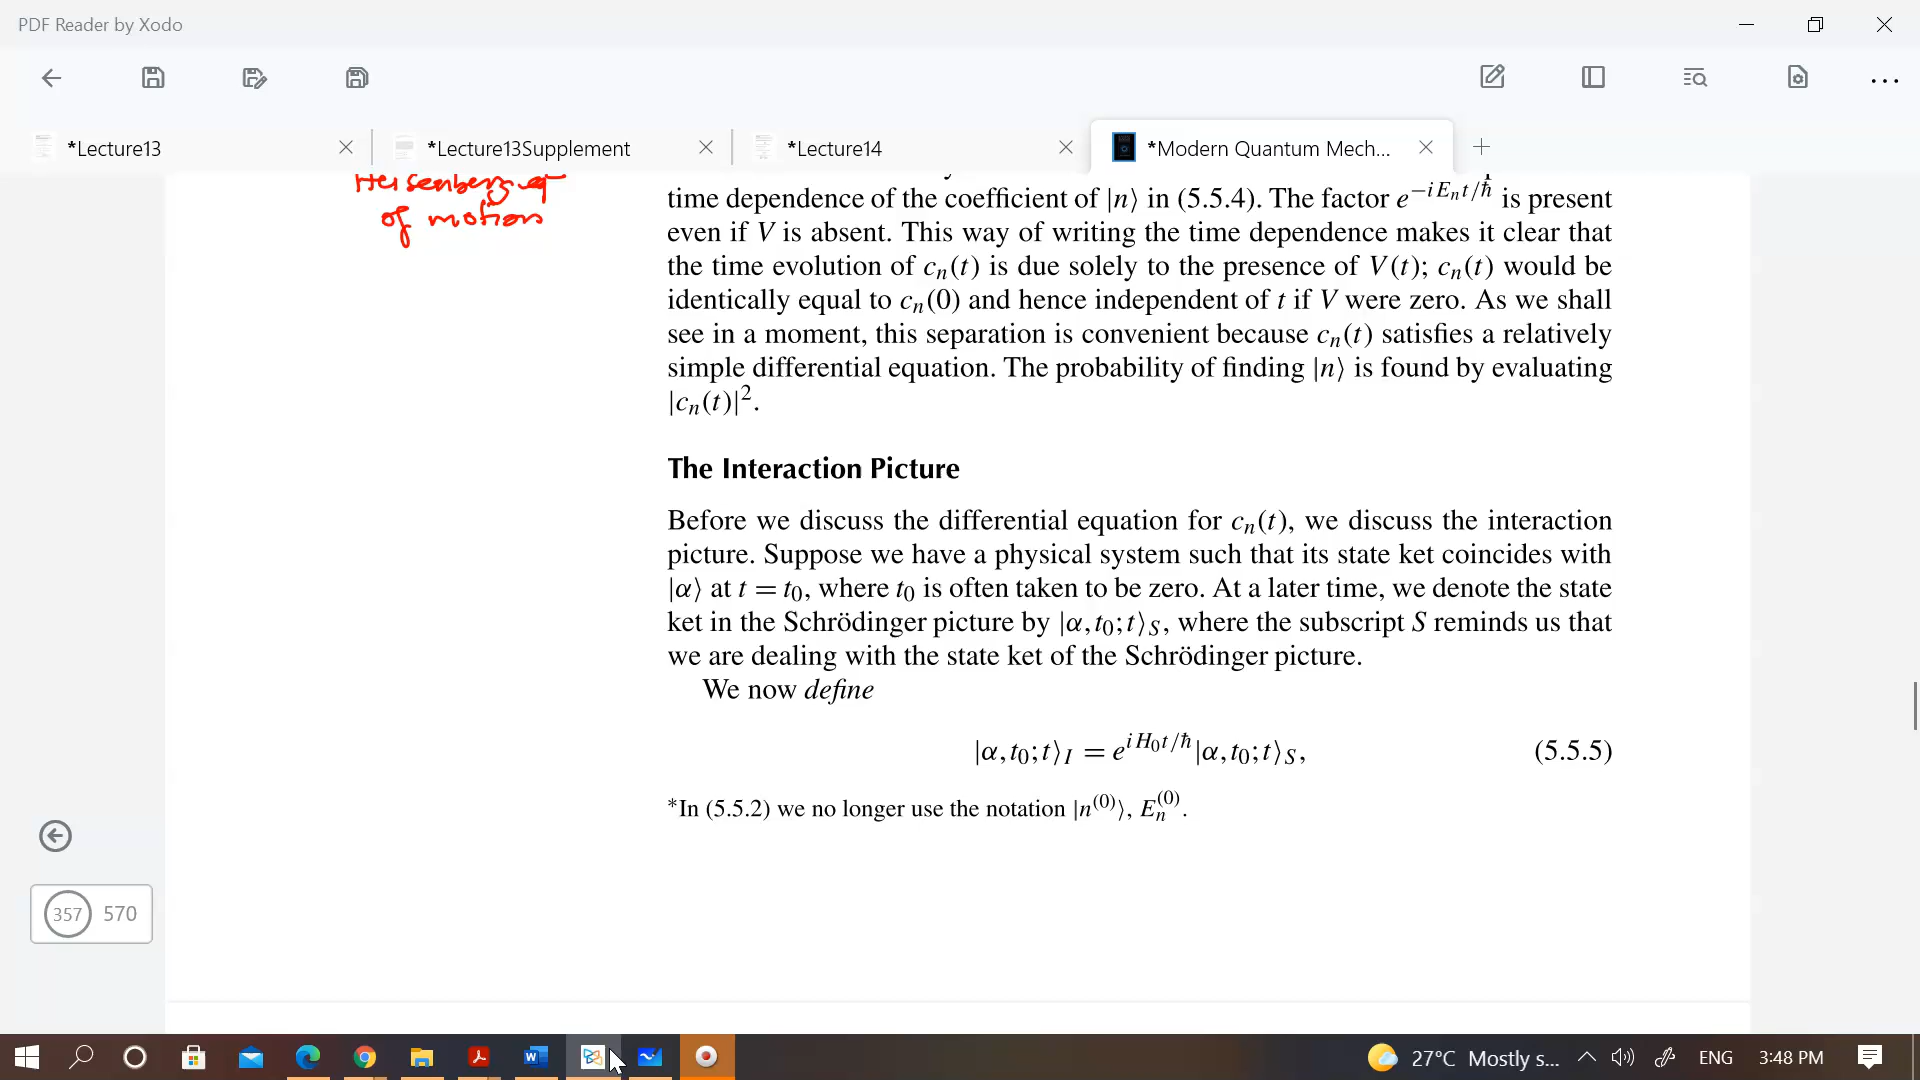 PDF Reader by Xodo
*Lecture13
*Lecture13Supplement
*Lecture14
*Modern Quantum Mech...
Heisenberg eq
of motion
time dependence of the coefficient of |n⟩ in (5.5.4). The factor e^{−iE_n t/ħ} is present
even if V is absent. This way of writing the time dependence makes it clear that
the time evolution of c_n(t) is due solely to the presence of V(t); c_n(t) would be
identically equal to c_n(0) and hence independent of t if V were zero. As we shall
see in a moment, this separation is convenient because c_n(t) satisfies a relatively
simple differential equation. The probability of finding |n⟩ is found by evaluating
|c_n(t)|².
The Interaction Picture
Before we discuss the differential equation for c_n(t), we discuss the interaction
picture. Suppose we have a physical system such that its state ket coincides with
|α⟩ at t = t₀, where t₀ is often taken to be zero. At a later time, we denote the state
ket in the Schrödinger picture by |α, t₀; t⟩_S, where the subscript S reminds us that
we are dealing with the state ket of the Schrödinger picture.
We now define
|α, t₀; t⟩_I = e^{iH₀t/ħ}|α, t₀; t⟩_S, (5.5.5)
*In (5.5.2) we no longer use the notation |n^{(0)}⟩, E_n^{(0)}.
357 570
27°C Mostly s... ENG 3:48 PM